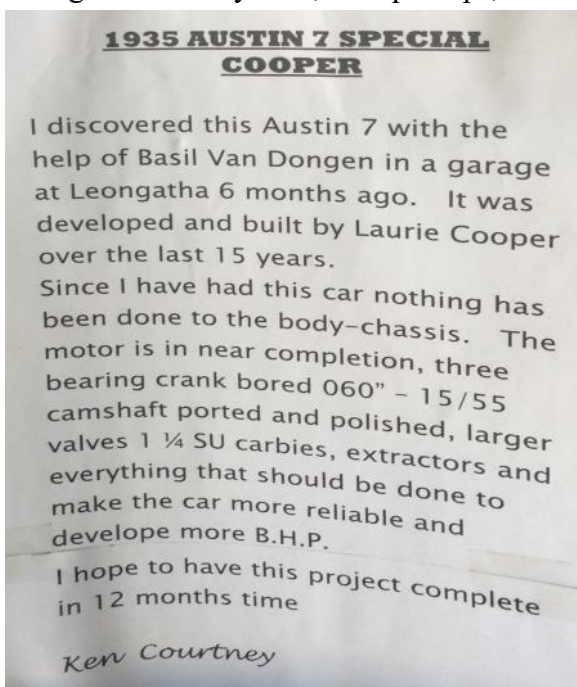 1935 AUSTIN 7 SPECIAL
COOPER
I discovered this Austin 7 with the
help of Basil Van Dongen in a garage
at Leongatha 6 months ago. It was
developed and built by Laurie Cooper
over the last 15 years.
Since I have had this car nothing has
been done to the body-chassis. The
motor is in near completion, three
bearing crank bored 060” – 15/55
camshaft ported and polished, larger
valves 1 ¼ SU carbies, extractors and
everything that should be done to
make the car more reliable and
develope more B.H.P.
I hope to have this project complete
in 12 months time
Ken Courtney